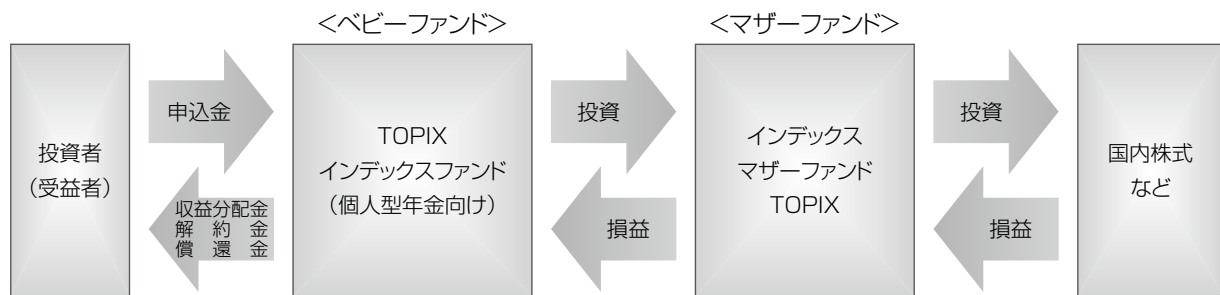 ＜ベビーファンド＞
＜マザーファンド＞
投資者
（受益者）
申込金
収益分配金
解約金
償還金
TOPIX
インデックスファンド
（個人型年金向け）
投資
損益
インデックス
マザーファンド
TOPIX
投資
損益
国内株式
など